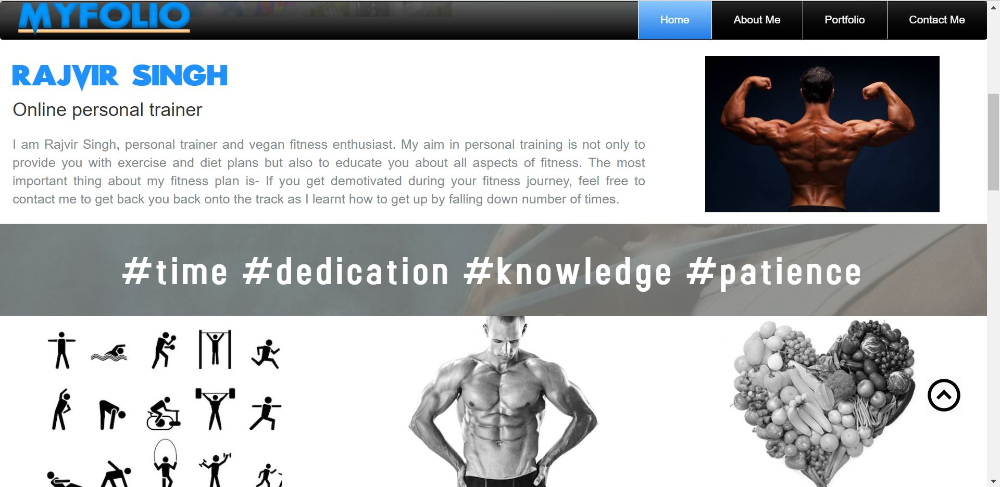 MYFOLIO
Home
About Me
Portfolio
Contact Me
RAJVIR SINGH
Online personal trainer
I am Rajvir Singh, personal trainer and vegan fitness enthusiast. My aim in personal training is not only to
provide you with exercise and diet plans but also to educate you about all aspects of fitness. The most
important thing about my fitness plan is- If you get demotivated during your fitness journey, feel free to
contact me to get back you back onto the track as I learnt how to get up by falling down number of times.
#time #dedication #knowledge #patience